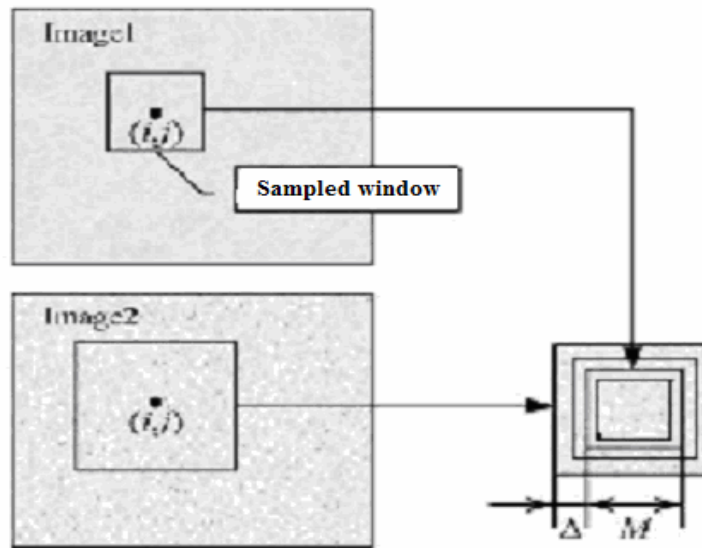 Image1
(i,j)
Sampled window
Image2
(i,j)
Δ M